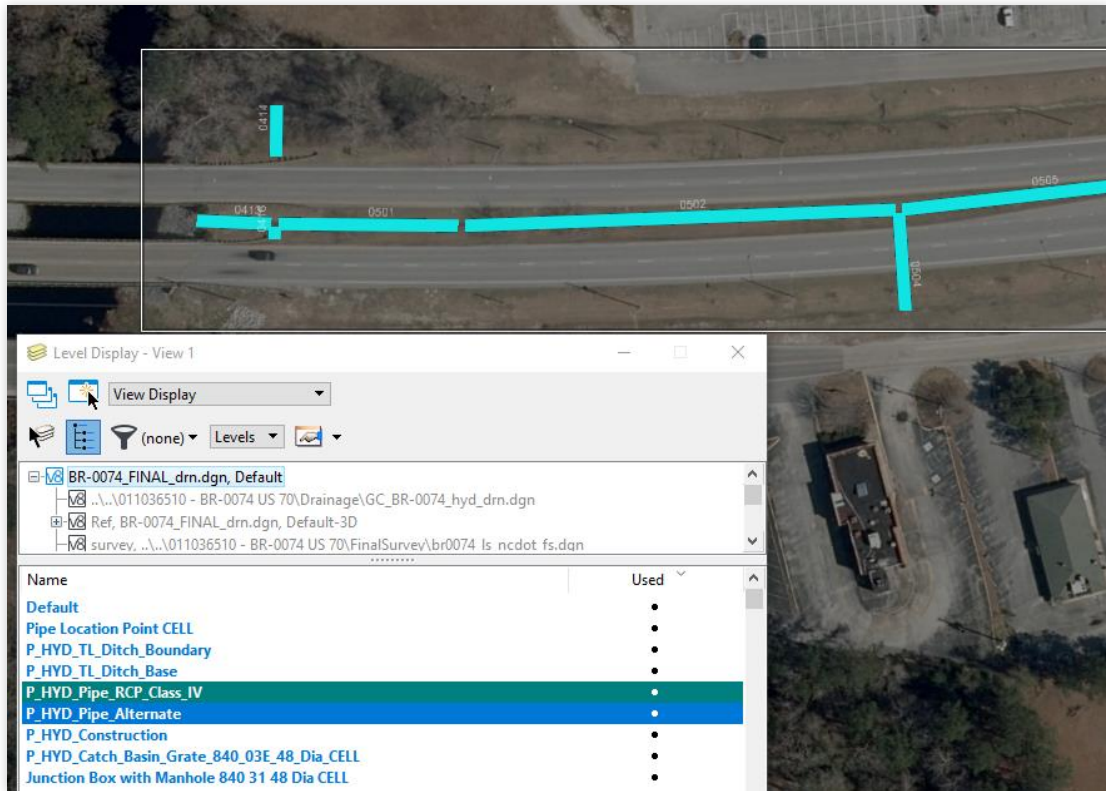 0414
0413
0501
0502
0505
0504
Level Display - View 1
View Display
(none)
Levels
BR-0074_FINAL_drn.dgn, Default
..\..\011036510 - BR-0074 US 70\Drainage\GC_BR-0074_hyd_drn.dgn
Ref, BR-0074_FINAL_drn.dgn, Default-3D
survey, ..\..\011036510 - BR-0074 US 70\FinalSurvey\br0074_ls_ncdot_fs.dgn
Name Used
Default
Pipe Location Point CELL
P_HYD_TL_Ditch_Boundary
P_HYD_TL_Ditch_Base
P_HYD_Pipe_RCP_Class_IV
P_HYD_Pipe_Alternate
P_HYD_Construction
P_HYD_Catch_Basin_Grate_840_03E_48_Dia_CELL
Junction Box with Manhole 840 31 48 Dia CELL